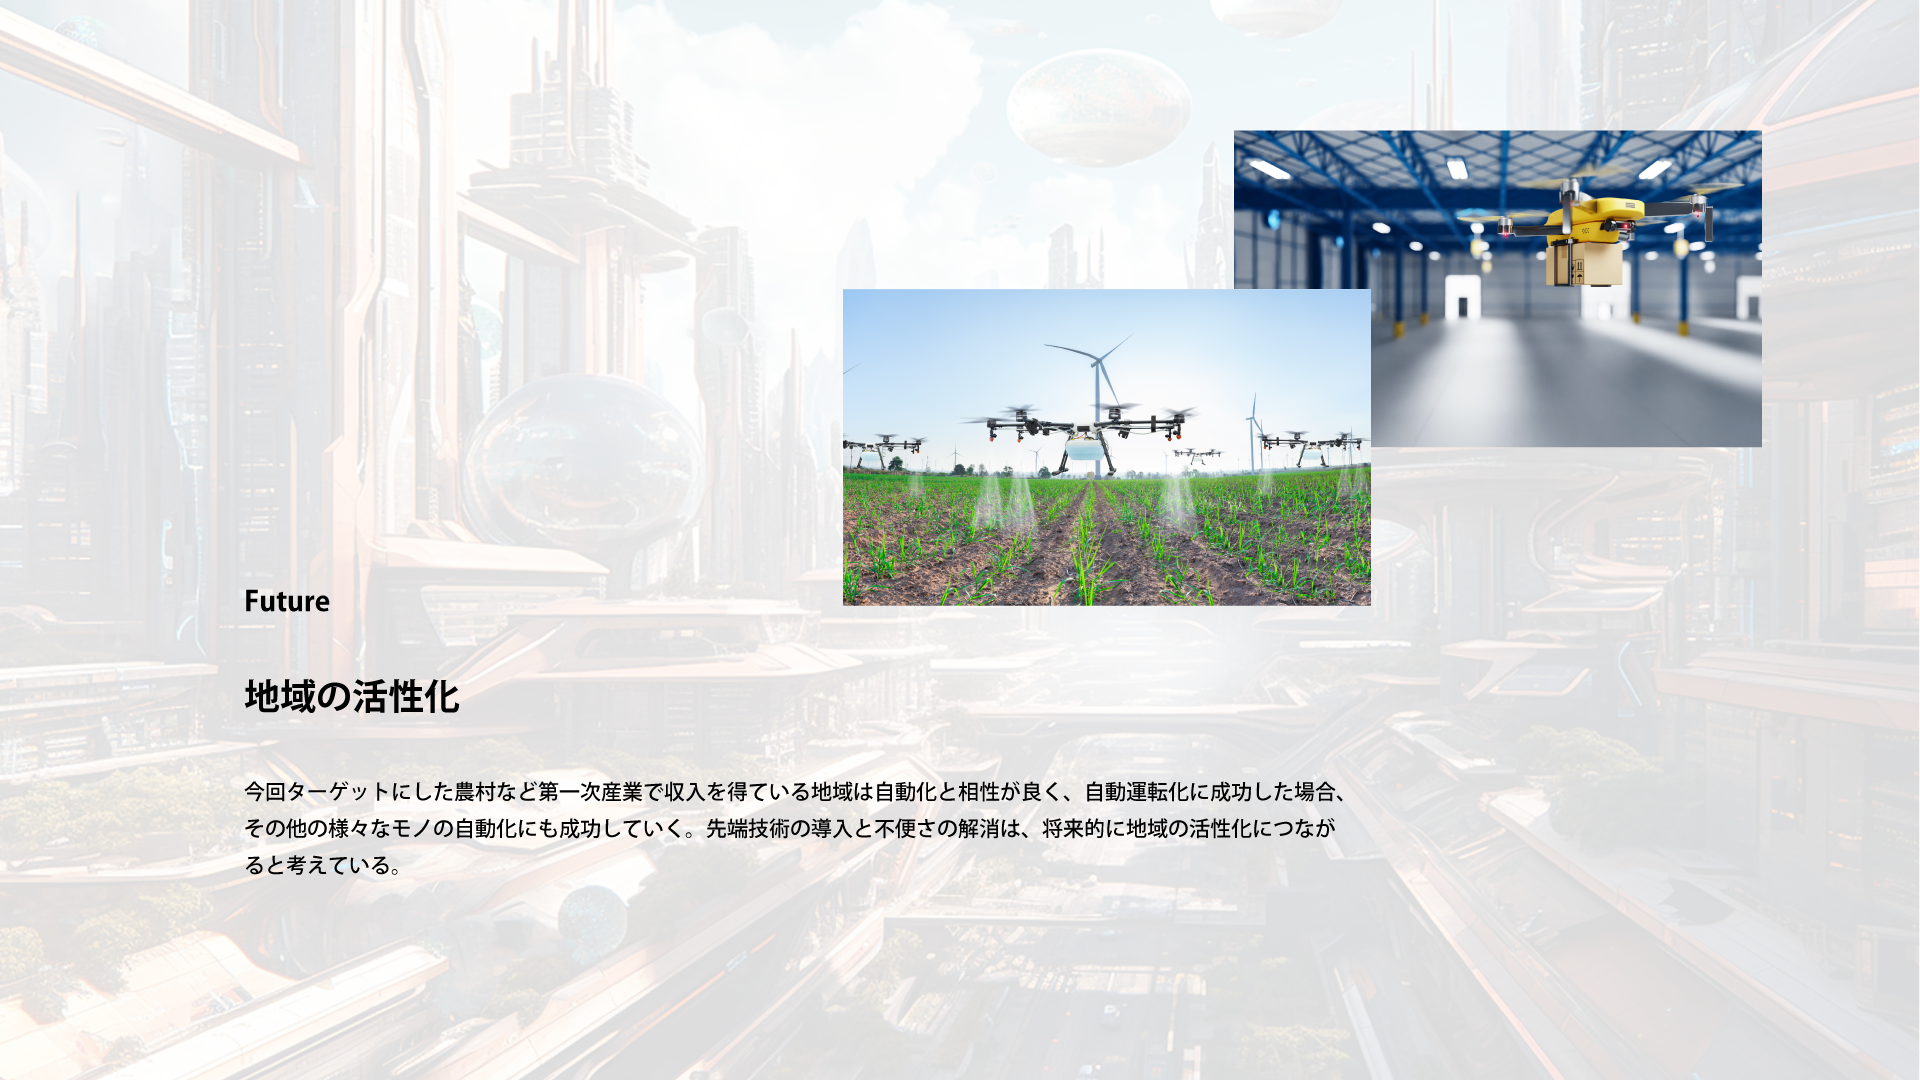 Future
地域の活性化
今回ターゲットにした農村など第一次産業で収入を得ている地域は自動化と相性が良く、自動運転化に成功した場合、
その他の様々なモノの自動化にも成功していく。先端技術の導入と不便さの解消は、将来的に地域の活性化につなが
ると考えている。